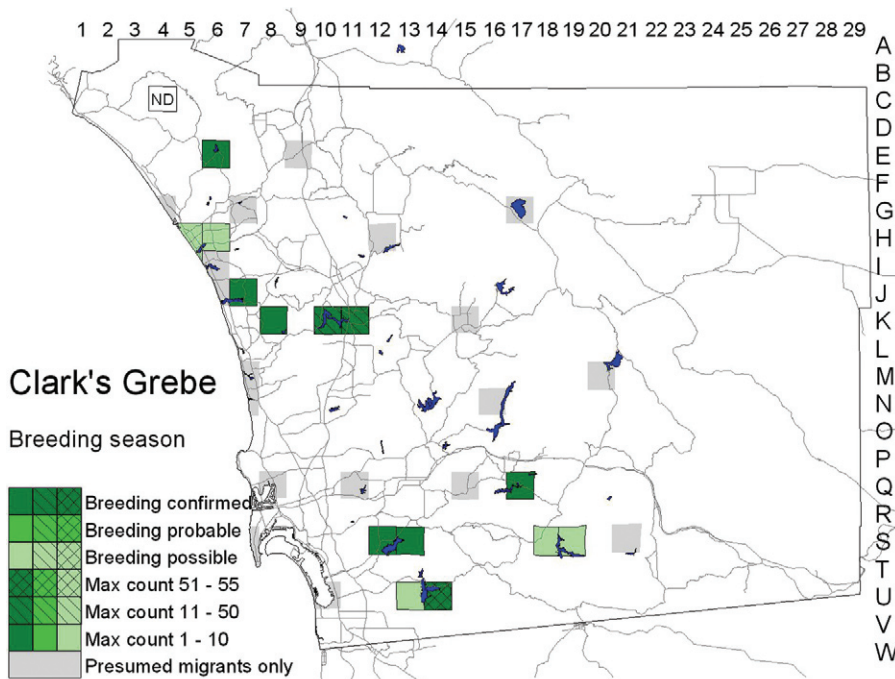 1 2 3 4 5 6 7 8 9 10 11 12 13 14 15 16 17 18 19 20 21 22 23 24 25 26 27 28 29
A
B
C
D
E
F
G
H
I
J
K
L
M
N
O
P
Q
R
S
T
U
V
W
ND
Clark's Grebe
Breeding season
Breeding confirmed
Breeding probable
Breeding possible
Max count 51 - 55
Max count 11 - 50
Max count 1 - 10
Presumed migrants only